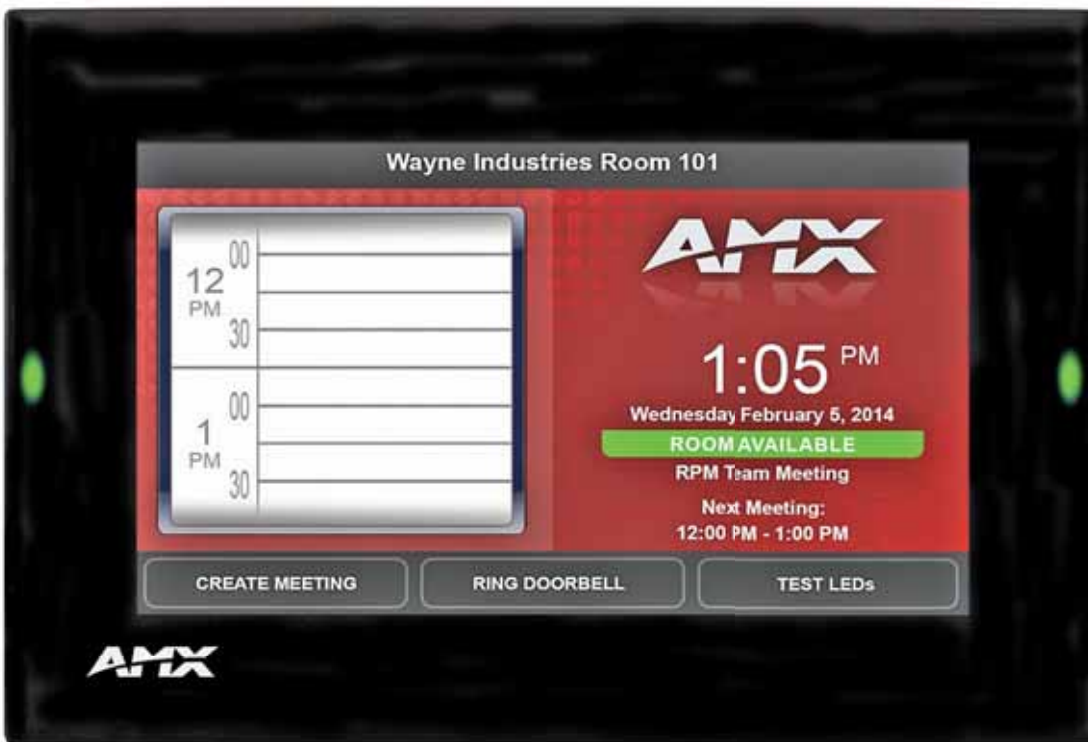 Wayne Industries Room 101
12
PM
00
30
1
PM
00
30
AMX
1:05 PM
Wednesday February 5, 2014
ROOM AVAILABLE
RPM Team Meeting
Next Meeting:
12:00 PM - 1:00 PM
CREATE MEETING
RING DOORBELL
TEST LEDs
AMX